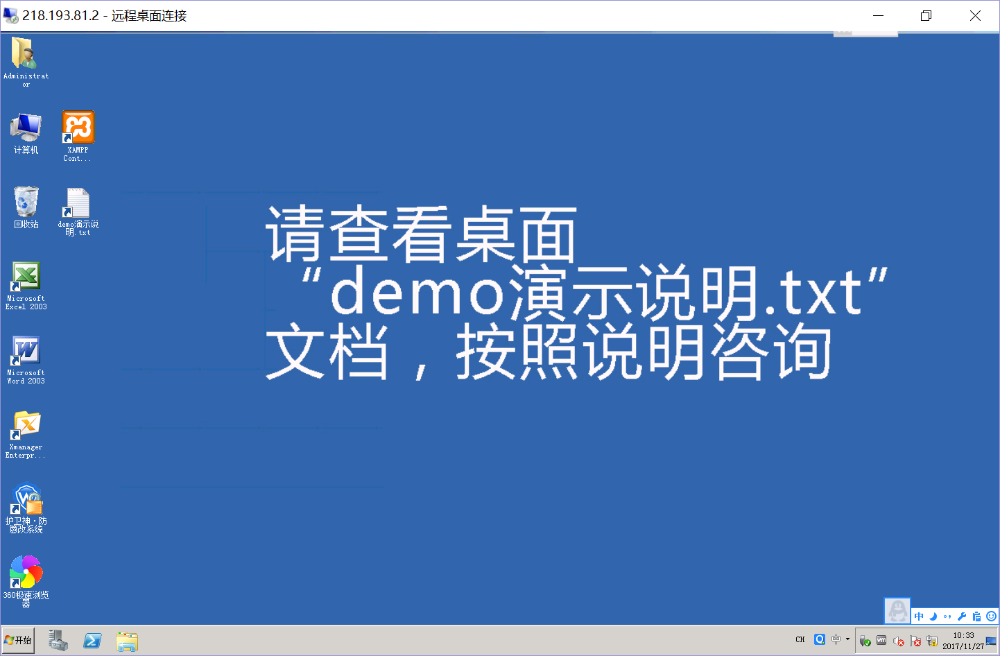 218.193.81.2 - 远程桌面连接
Administrat
or
计算机
XAMPP
Cont...
回收站
demo演示说
明.txt
请查看桌面
“demo演示说明.txt”
文档，按照说明咨询
Microsoft
Excel 2003
Microsoft
Word 2003
Xmanager
Enterpr...
护卫神·防
篡改系统
360极速浏览
器
中
开始
CH
中
10:33
2017/11/27